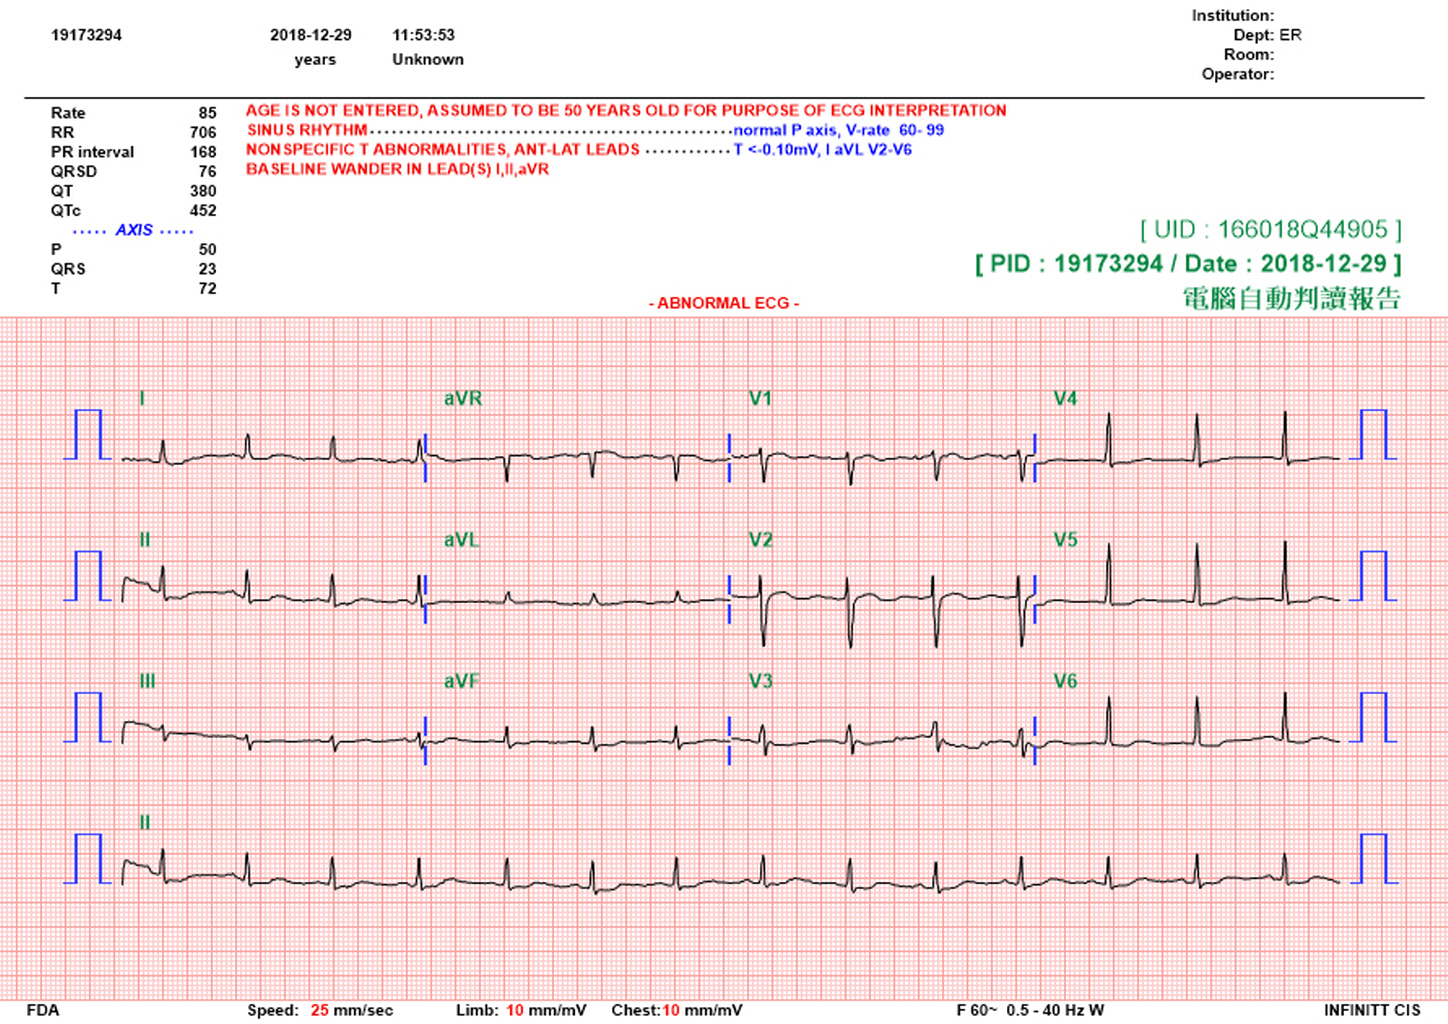 Institution:
19173294 2018-12-29 11:53:53 Dept: ER
years Unknown Room:
Operator:
Rate 85 AGE IS NOT ENTERED, ASSUMED TO BE 50 YEARS OLD FOR PURPOSE OF ECG INTERPRETATION
RR 706 SINUS RHYTHM..........................................normal P axis, V-rate 60- 99
PR interval 168 NONSPECIFIC T ABNORMALITIES, ANT-LAT LEADS ............T <-0.10mV, I aVL V2-V6
QRSD 76 BASELINE WANDER IN LEAD(S) I,II,aVR
QT 380
QTc 452
..... AXIS .....
[ UID : 166018Q44905 ]
P 50
[ PID : 19173294 / Date : 2018-12-29 ]
QRS 23
T 72
電腦自動判讀報告
- ABNORMAL ECG -
I aVR V1 V4
II aVL V2 V5
III aVF V3 V6
II
FDA Speed: 25 mm/sec Limb: 10 mm/mV Chest:10 mm/mV F 60~ 0.5 - 40 Hz W INFINITT CIS